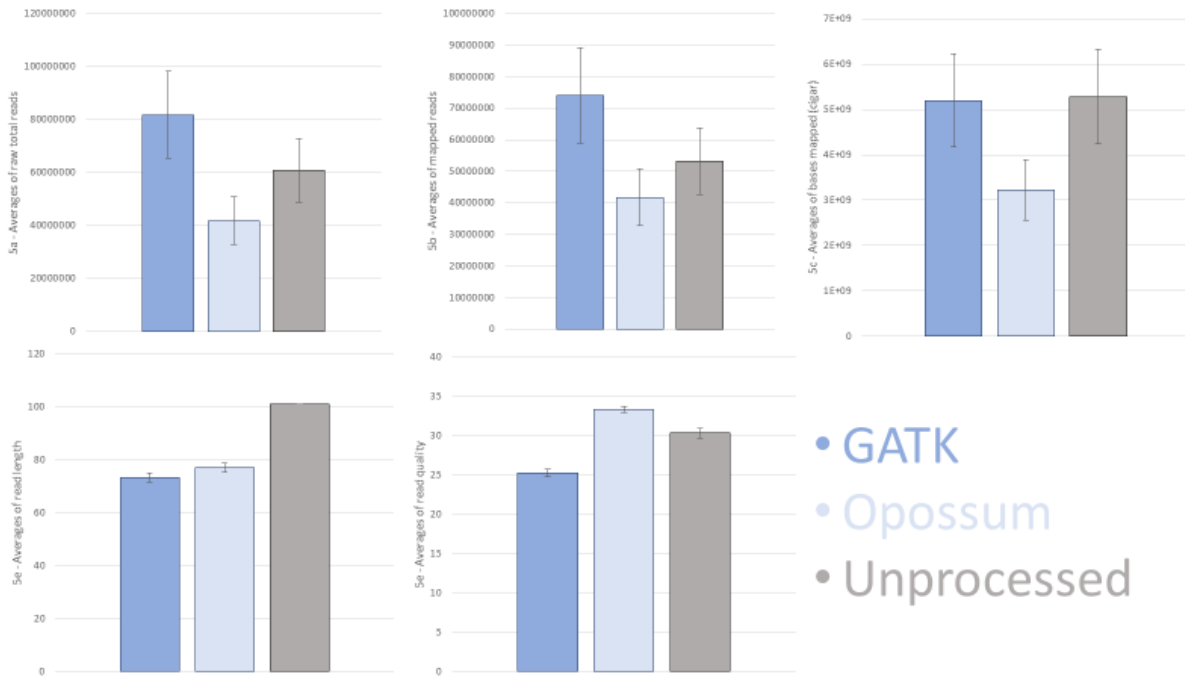 120000000
100000000
80000000
60000000
40000000
20000000
0
5a - Averages of raw total reads
100000000
90000000
80000000
70000000
60000000
50000000
40000000
30000000
20000000
10000000
0
5b - Averages of mapped reads
7E+09
6E+09
5E+09
4E+09
3E+09
2E+09
1E+09
0
5c - Averages of bases mapped (cigar)
120
100
80
60
40
20
0
5e - Averages of read length
40
35
30
25
20
15
10
5
0
5e - Averages of read quality
• GATK
• Opossum
• Unprocessed